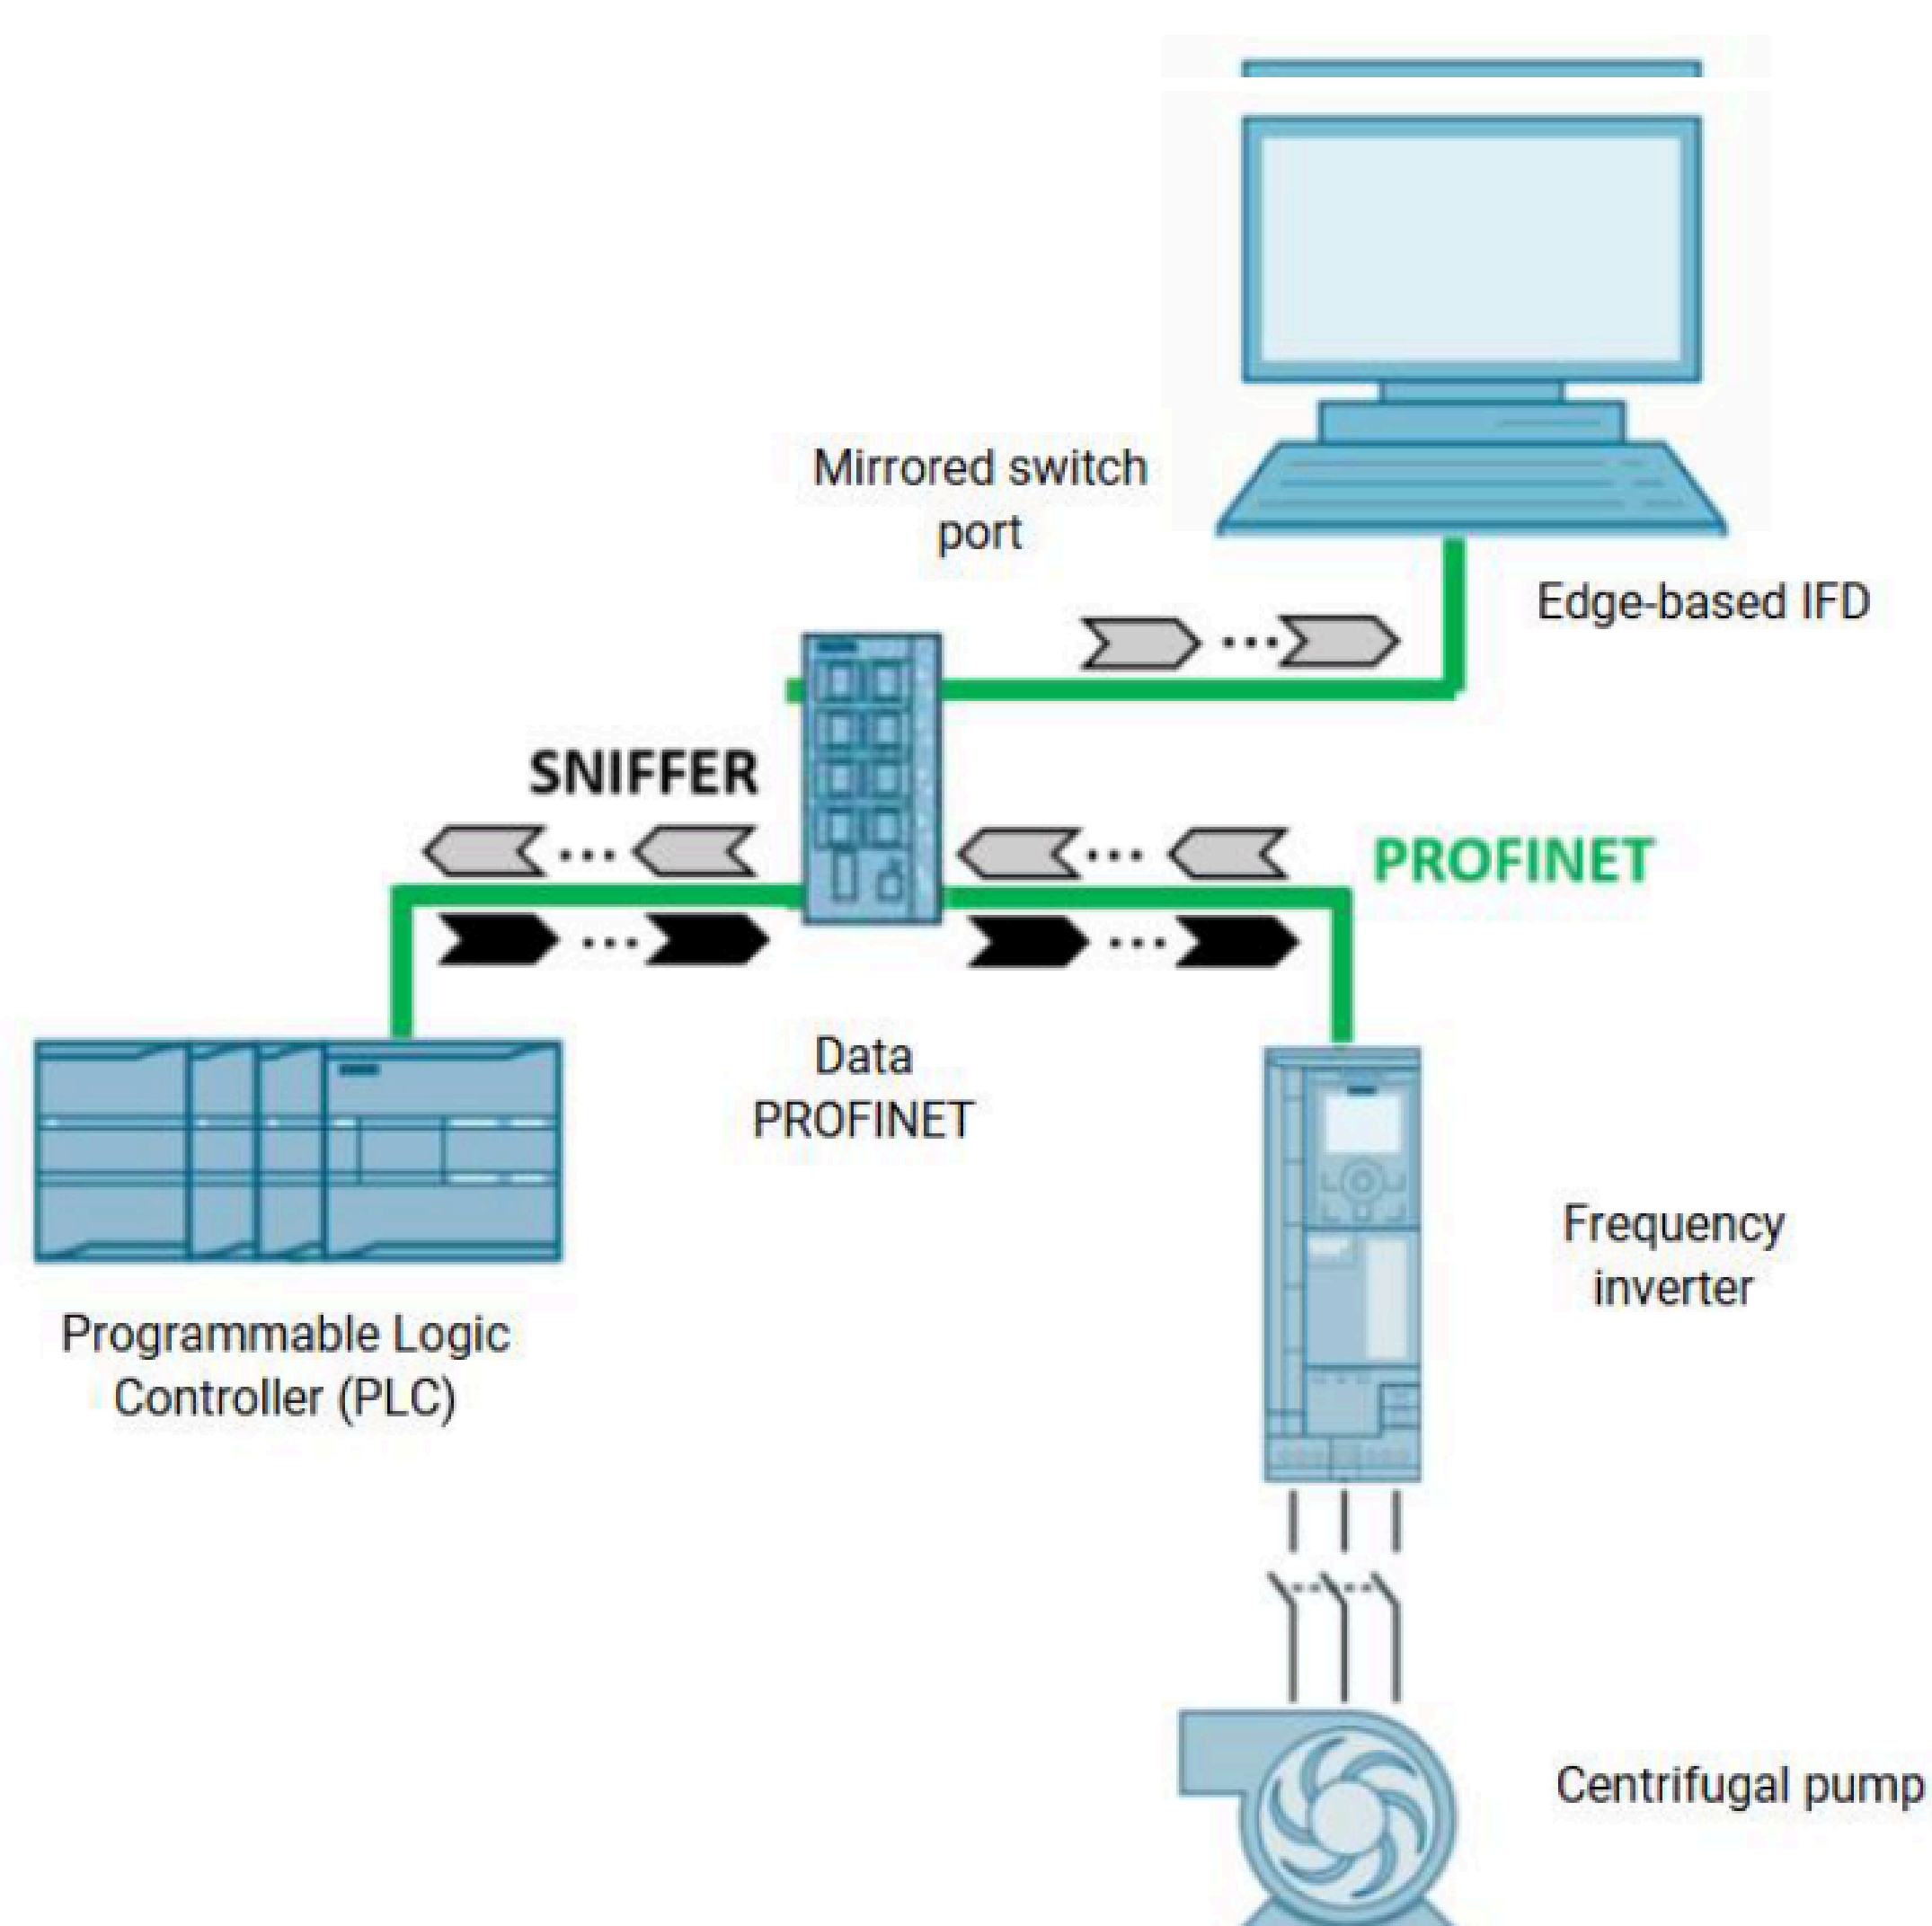 Mirrored switch
port
Edge-based IFD
SNIFFER
PROFINET
Data
PROFINET
Programmable Logic
Controller (PLC)
Frequency
inverter
Centrifugal pump